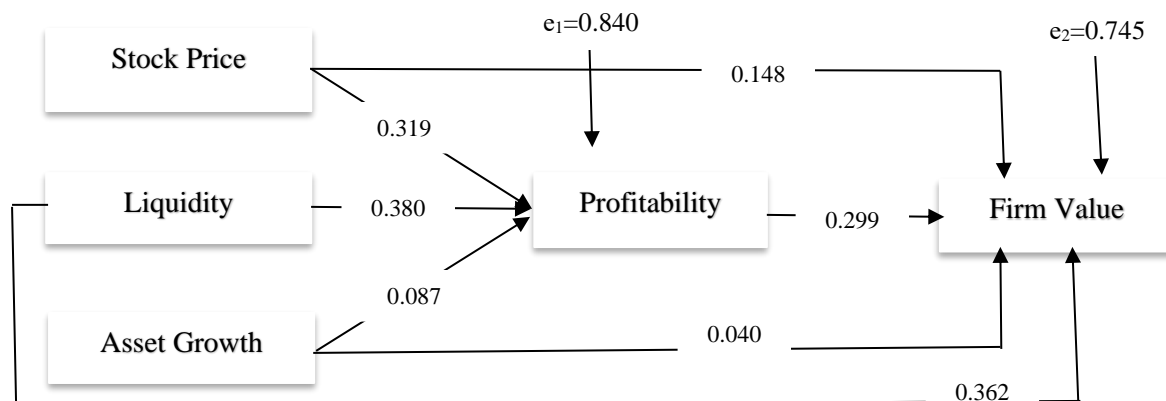 e₁=0.840
e₂=0.745
Stock Price
0.148
0.319
Liquidity
0.380
Profitability
0.299
Firm Value
0.087
Asset Growth
0.040
0.362